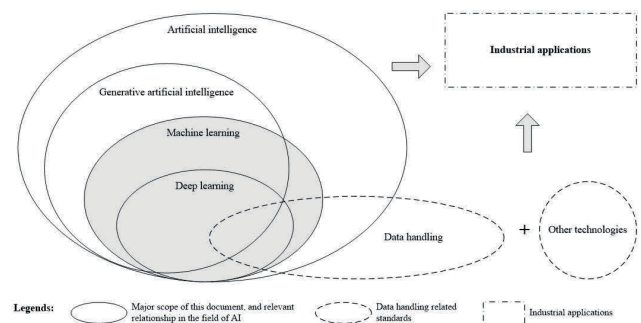 Artificial intelligence
Industrial applications
Generative artificial intelligence
Machine learning
Deep learning
Data handling
+
Other technologies
Legends:
Major scope of this document, and relevant
relationship in the field of AI
Data handling related
standards
Industrial applications